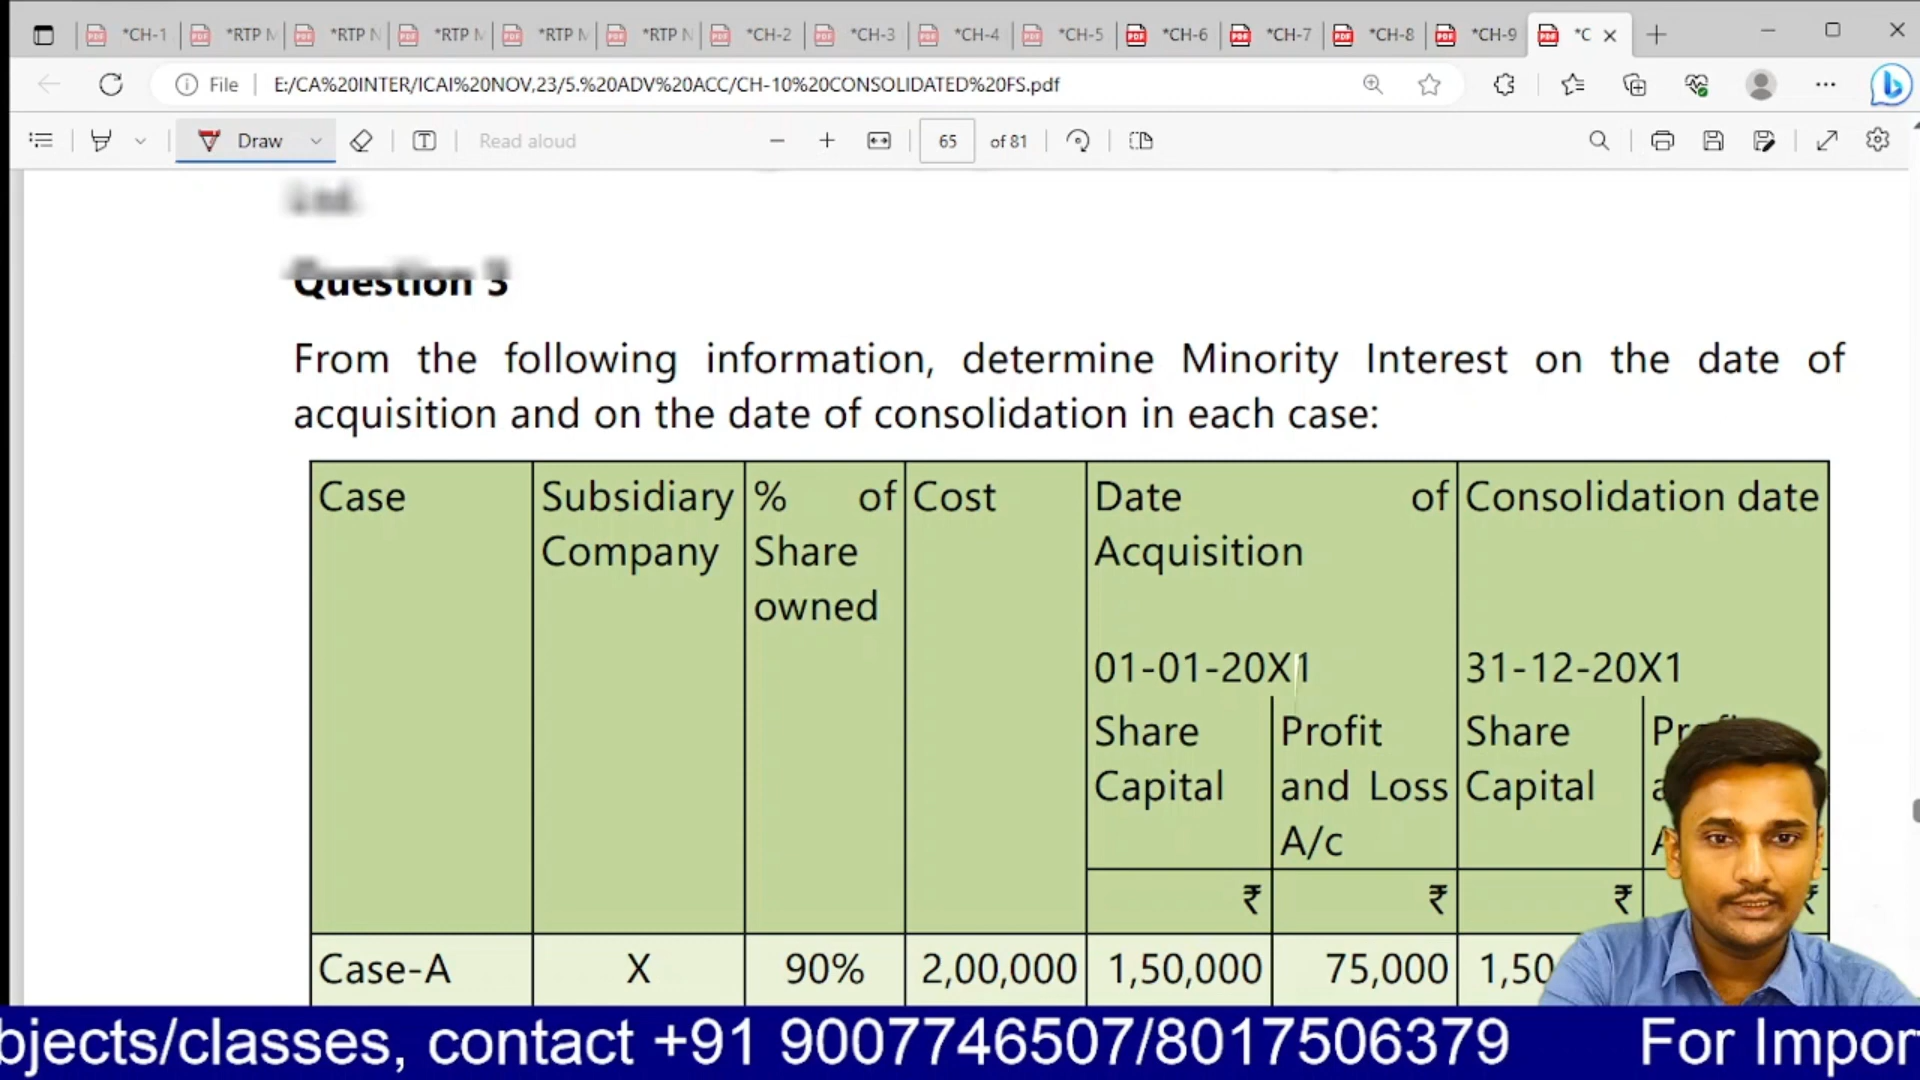 *CH-1
*RTP M
*RTP N
*RTP M
*RTP M
*RTP N
*CH-2
*CH-3
*CH-4
*CH-5
*CH-6
*CH-7
*CH-8
*CH-9
*C
File
E:/CA%20INTER/ICAI%20NOV,23/5.%20ADV%20ACC/CH-10%20CONSOLIDATED%20FS.pdf
Draw
Read aloud
65 of 81
Ltd.
Question 3
From the following information, determine Minority Interest on the date of
acquisition and on the date of consolidation in each case:
Case
Subsidiary
Company
% of
Share
owned
Cost
Date of
Acquisition
01-01-20X1
Consolidation date
31-12-20X1
Share
Capital
Profit
and Loss
A/c
Share
Capital
₹ ₹ ₹ ₹
Case-A X 90% 2,00,000 1,50,000 75,000 1,50
bjects/classes, contact +91 9007746507/8017506379 For Impor